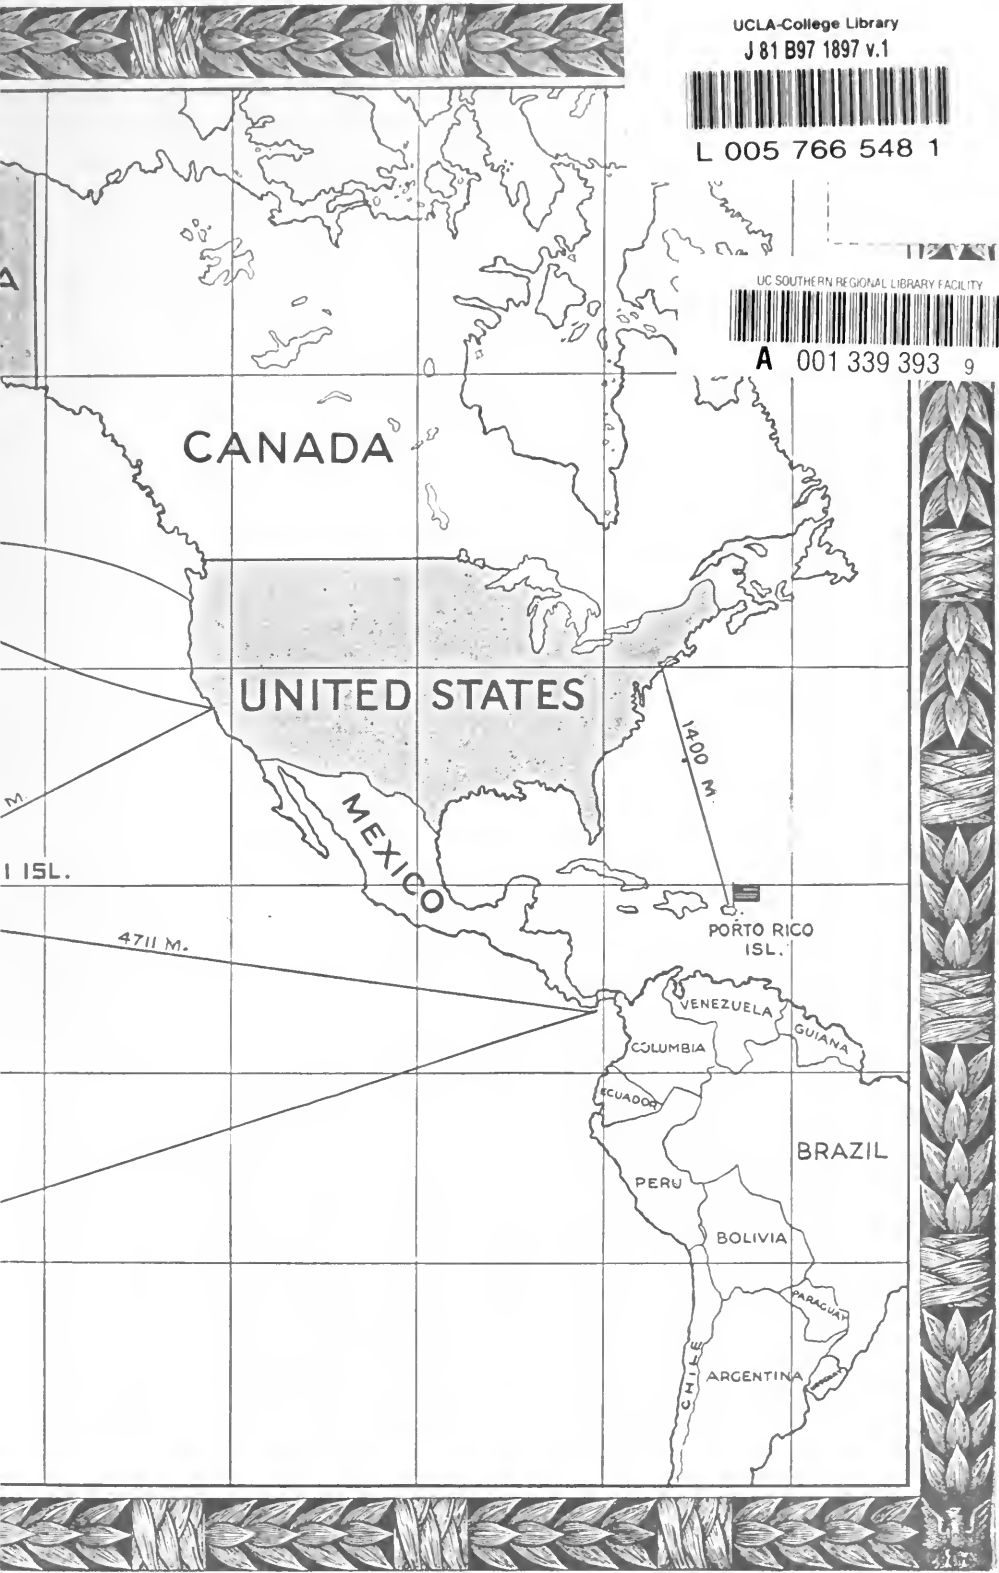 UCLA-College Library
J 81 B97 1897 v.1
L 005 766 548 1
UC SOUTHERN REGIONAL LIBRARY FACILITY
A 001 339 393 9
A
CANADA
UNITED STATES
1400 M
M.
MEXICO
I ISL.
PORTO RICO
ISL.
4711 M.
VENEZUELA
GUIANA
COLUMBIA
ECUADOR
BRAZIL
PERU
BOLIVIA
PARAGUAY
CHILE
ARGENTINA